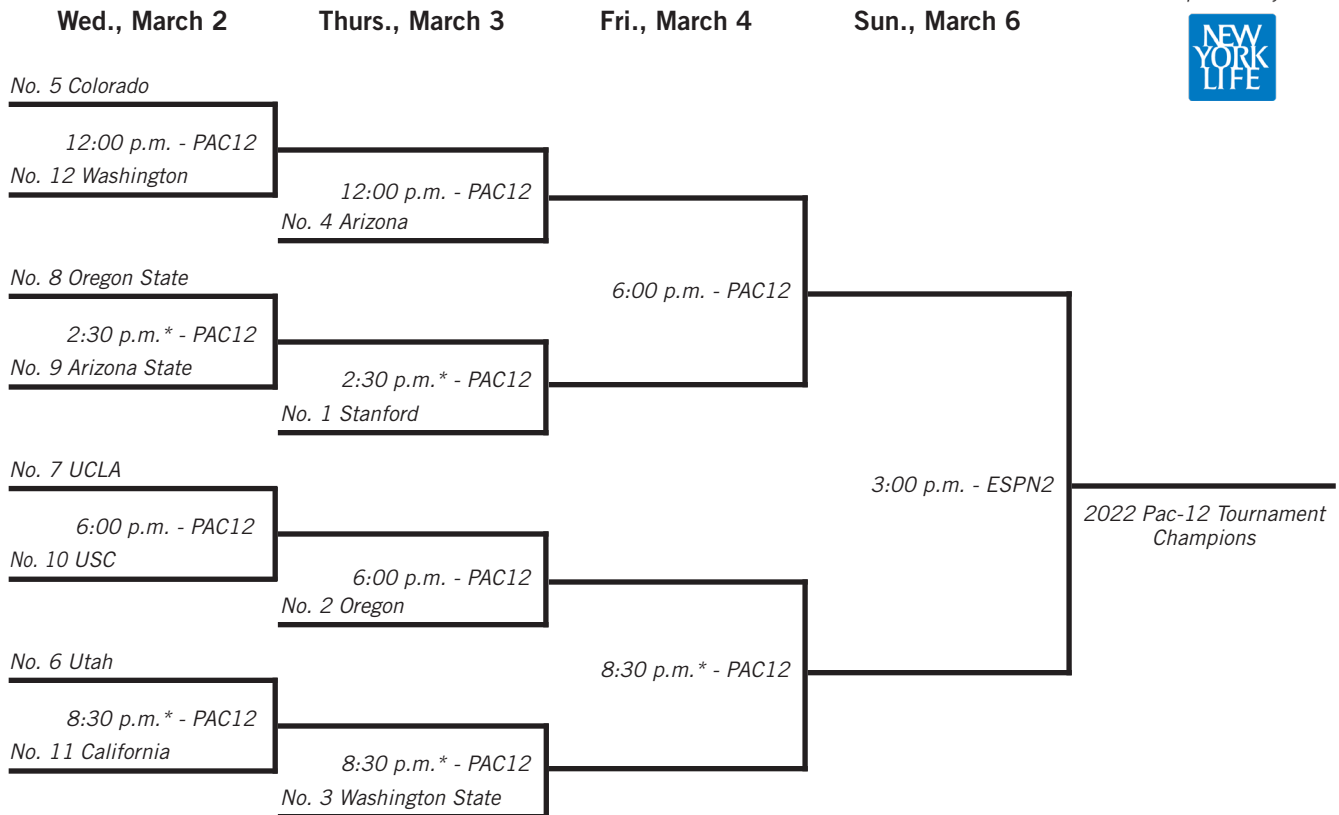 Wed., March 2
Thurs., March 3
Fri., March 4
Sun., March 6
NEW
YORK
LIFE
No. 5 Colorado
12:00 p.m. - PAC12
No. 12 Washington
12:00 p.m. - PAC12
No. 4 Arizona
No. 8 Oregon State
6:00 p.m. - PAC12
2:30 p.m.* - PAC12
No. 9 Arizona State
2:30 p.m.* - PAC12
No. 1 Stanford
No. 7 UCLA
3:00 p.m. - ESPN2
2022 Pac-12 Tournament
Champions
6:00 p.m. - PAC12
No. 10 USC
6:00 p.m. - PAC12
No. 2 Oregon
No. 6 Utah
8:30 p.m.* - PAC12
8:30 p.m.* - PAC12
No. 11 California
8:30 p.m.* - PAC12
No. 3 Washington State